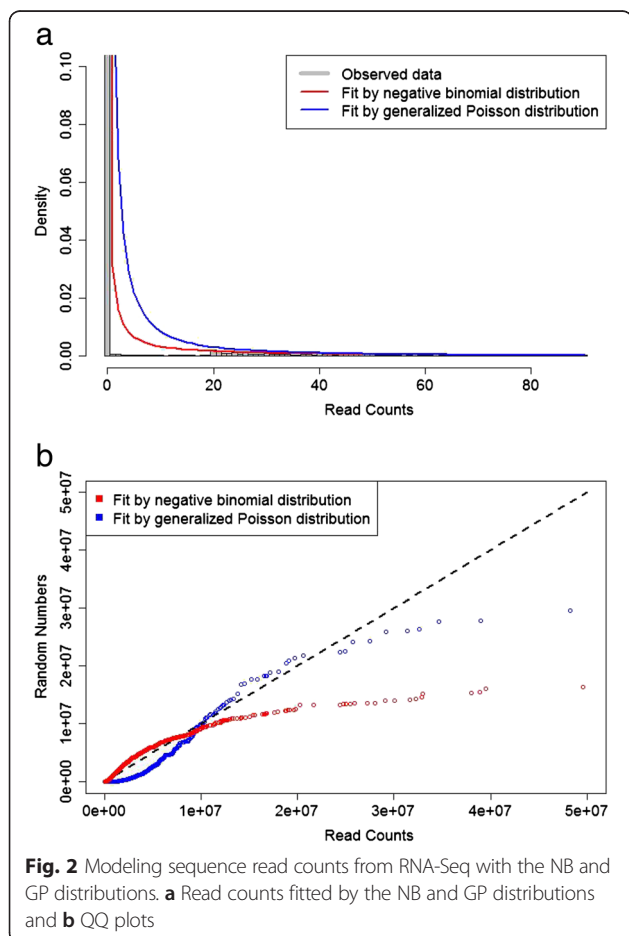 a
Observed data
Fit by negative binomial distribution
Fit by generalized Poisson distribution
Density
0.00
0.02
0.04
0.06
0.08
0.10
0
20
40
60
80
Read Counts
b
Fit by negative binomial distribution
Fit by generalized Poisson distribution
Random Numbers
0e+00
1e+07
2e+07
3e+07
4e+07
5e+07
0e+00
1e+07
2e+07
3e+07
4e+07
5e+07
Read Counts
Fig. 2 Modeling sequence read counts from RNA-Seq with the NB and
GP distributions. a Read counts fitted by the NB and GP distributions
and b QQ plots